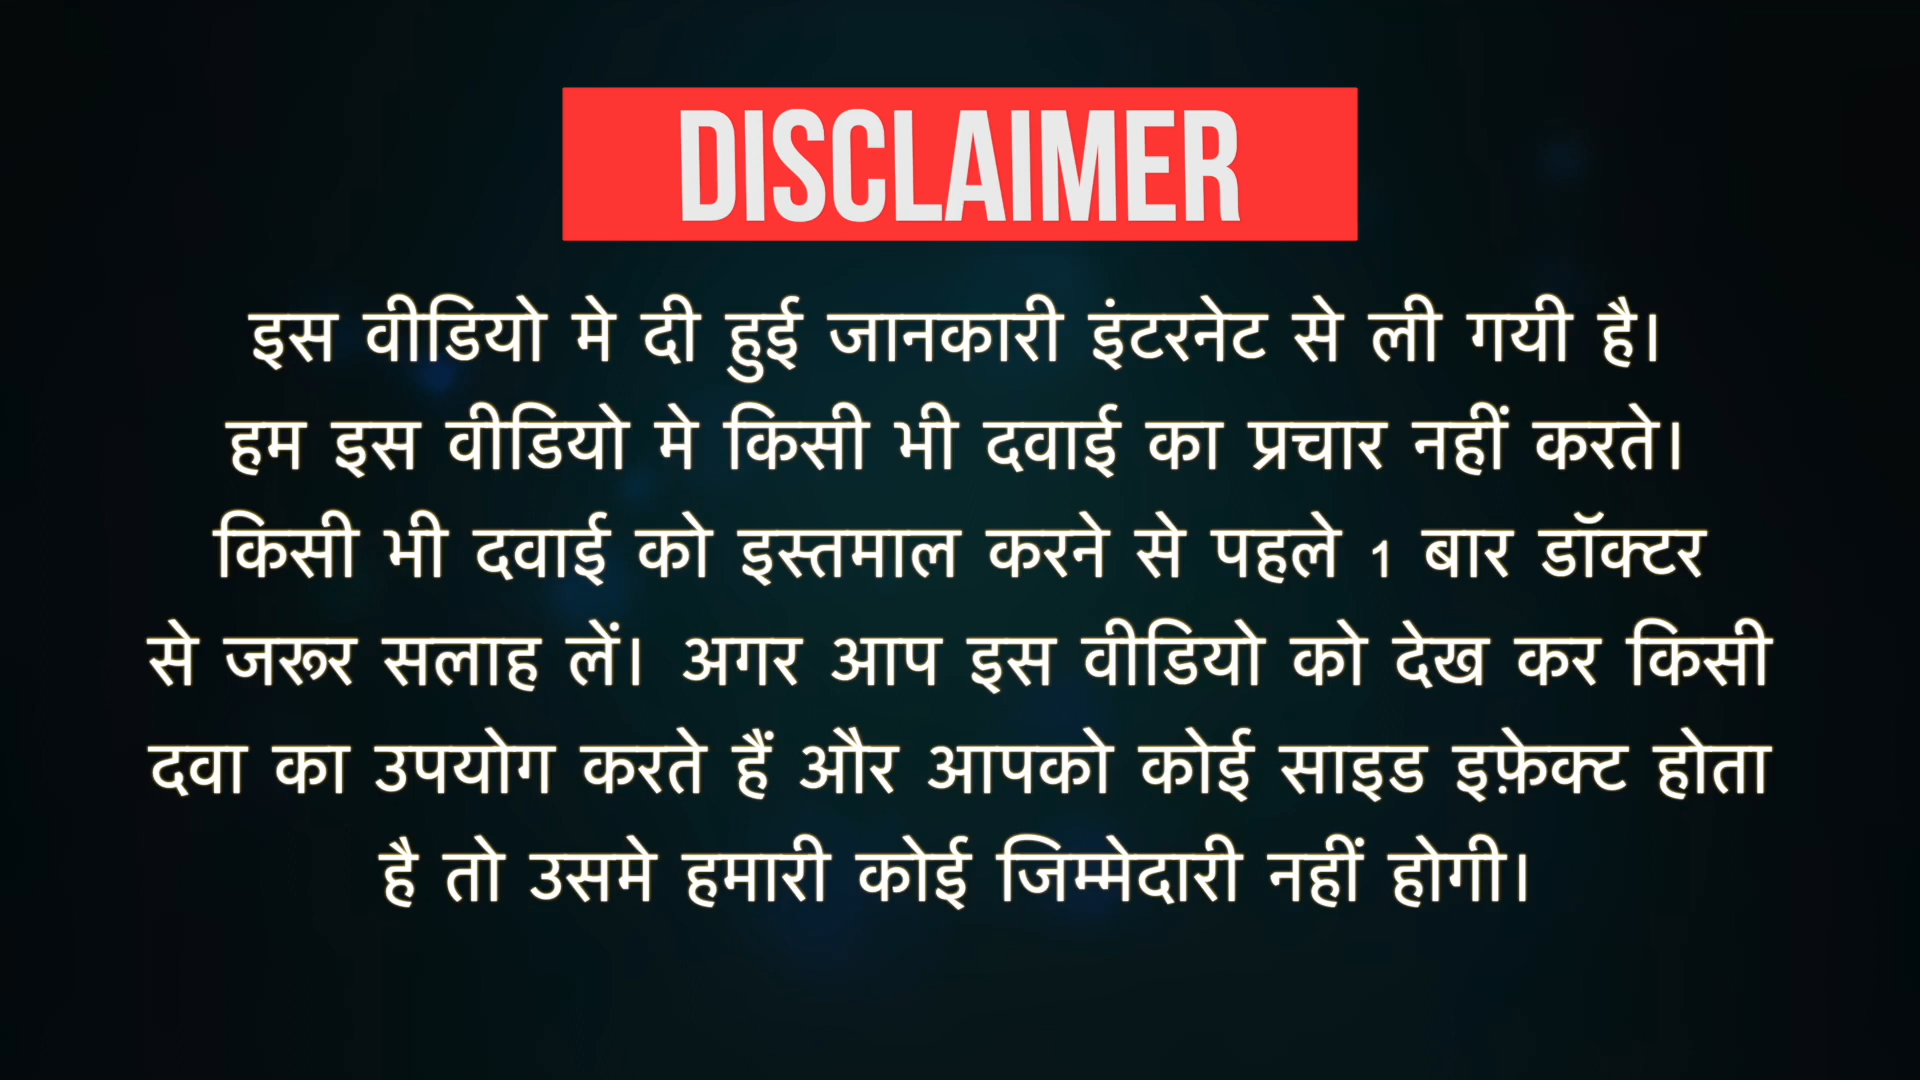 DISCLAIMER
इस वीडियो मे दी हुई जानकारी इंटरनेट से ली गयी है।
हम इस वीडियो मे किसी भी दवाई का प्रचार नहीं करते।
किसी भी दवाई को इस्तमाल करने से पहले 1 बार डॉक्टर
से जरूर सलाह लें। अगर आप इस वीडियो को देख कर किसी
दवा का उपयोग करते हैं और आपको कोई साइड इफ़ेक्ट होता
है तो उसमे हमारी कोई जिम्मेदारी नहीं होगी।